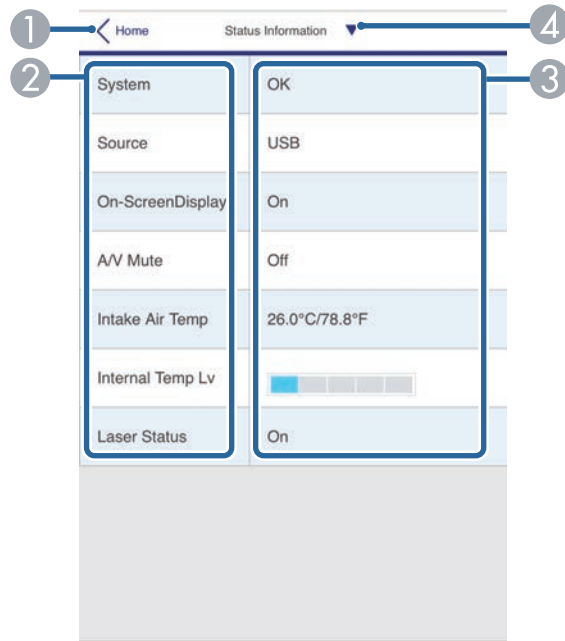 1 Home Status Information 4
2 System OK 3
Source USB
On-ScreenDisplay On
A/V Mute Off
Intake Air Temp 26.0°C/78.8°F
Internal Temp Lv
Laser Status On